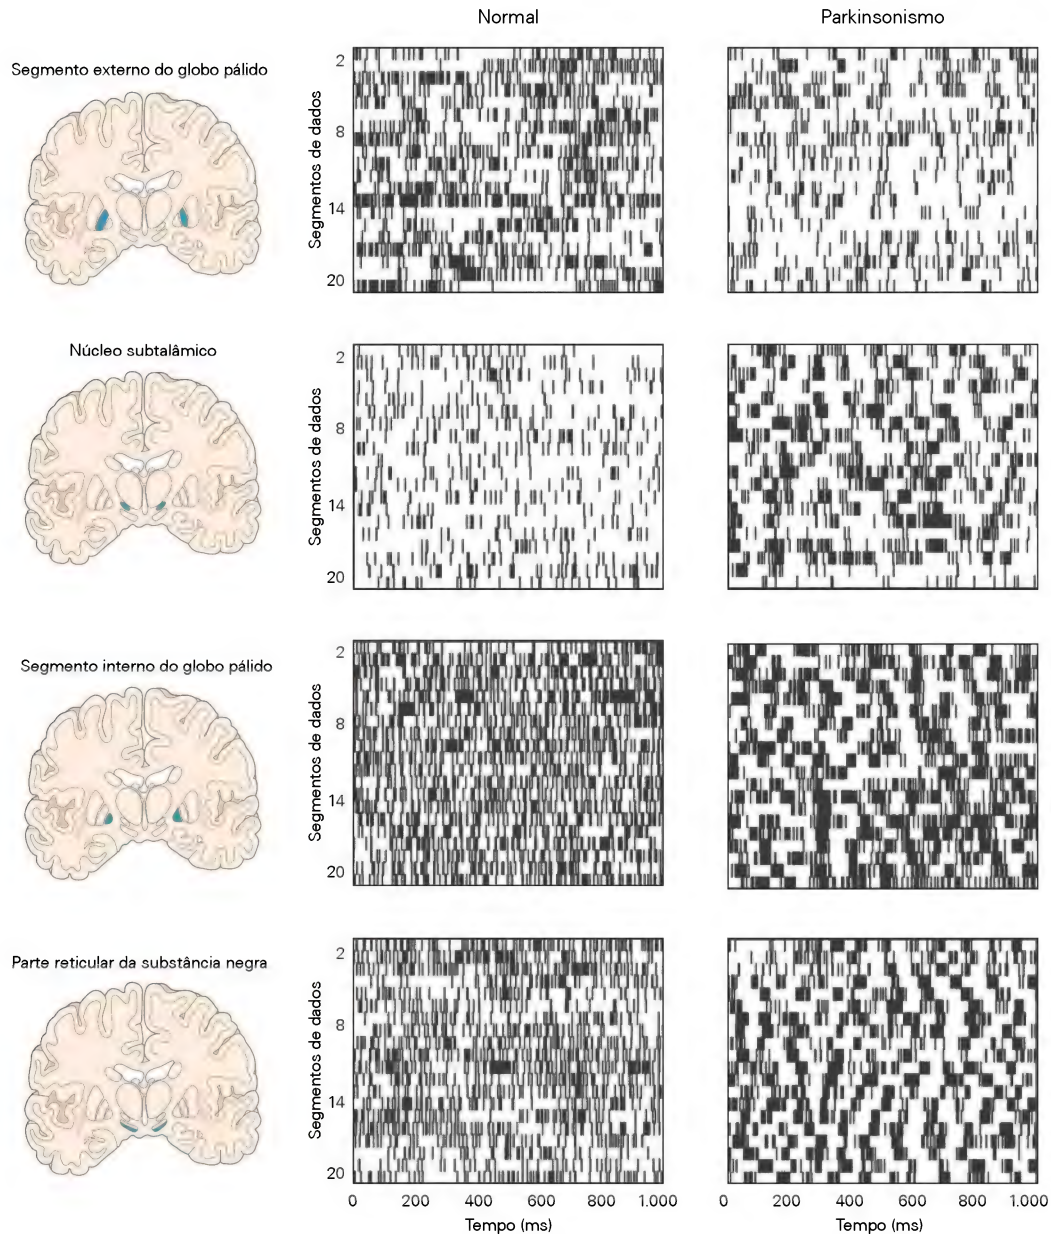 Normal
Parkinsonismo
Segmento externo do globo pálido
Segmentos de dados
2
8
14
20
Núcleo subtalâmico
Segmentos de dados
2
8
14
20
Segmento interno do globo pálido
Segmentos de dados
2
8
14
20
Parte reticular da substância negra
Segmentos de dados
2
8
14
20
0 200 400 600 800 1.000
0 200 400 600 800 1.000
Tempo (ms)
Tempo (ms)